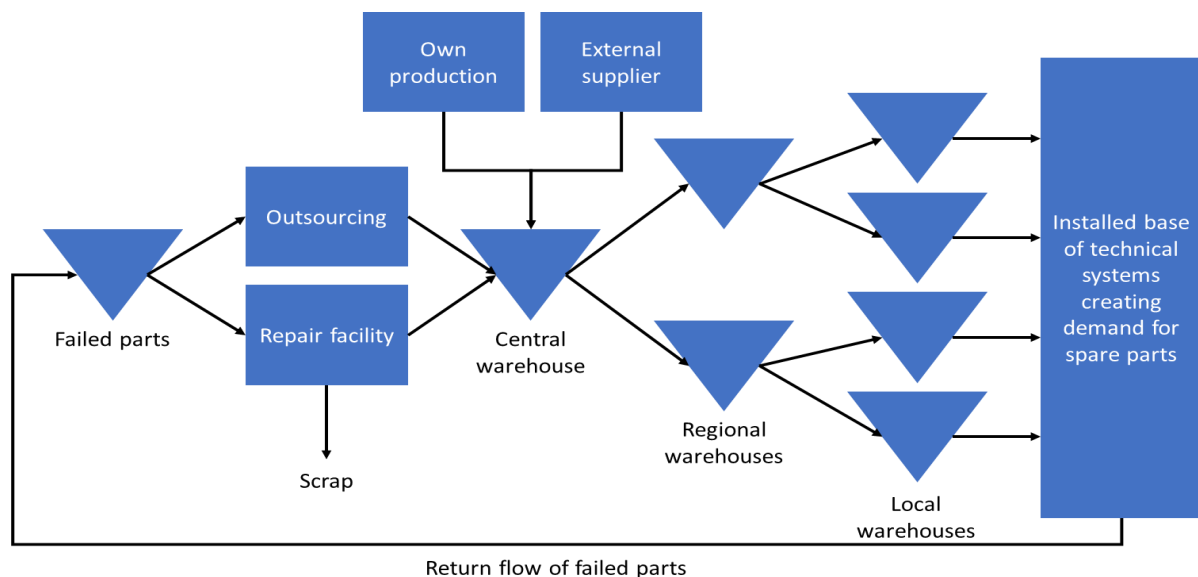 Own
production
External
supplier
Outsourcing
Failed parts
Repair facility
Central
warehouse
Scrap
Regional
warehouses
Local
warehouses
Installed base
of technical
systems
creating
demand for
spare parts
Return flow of failed parts